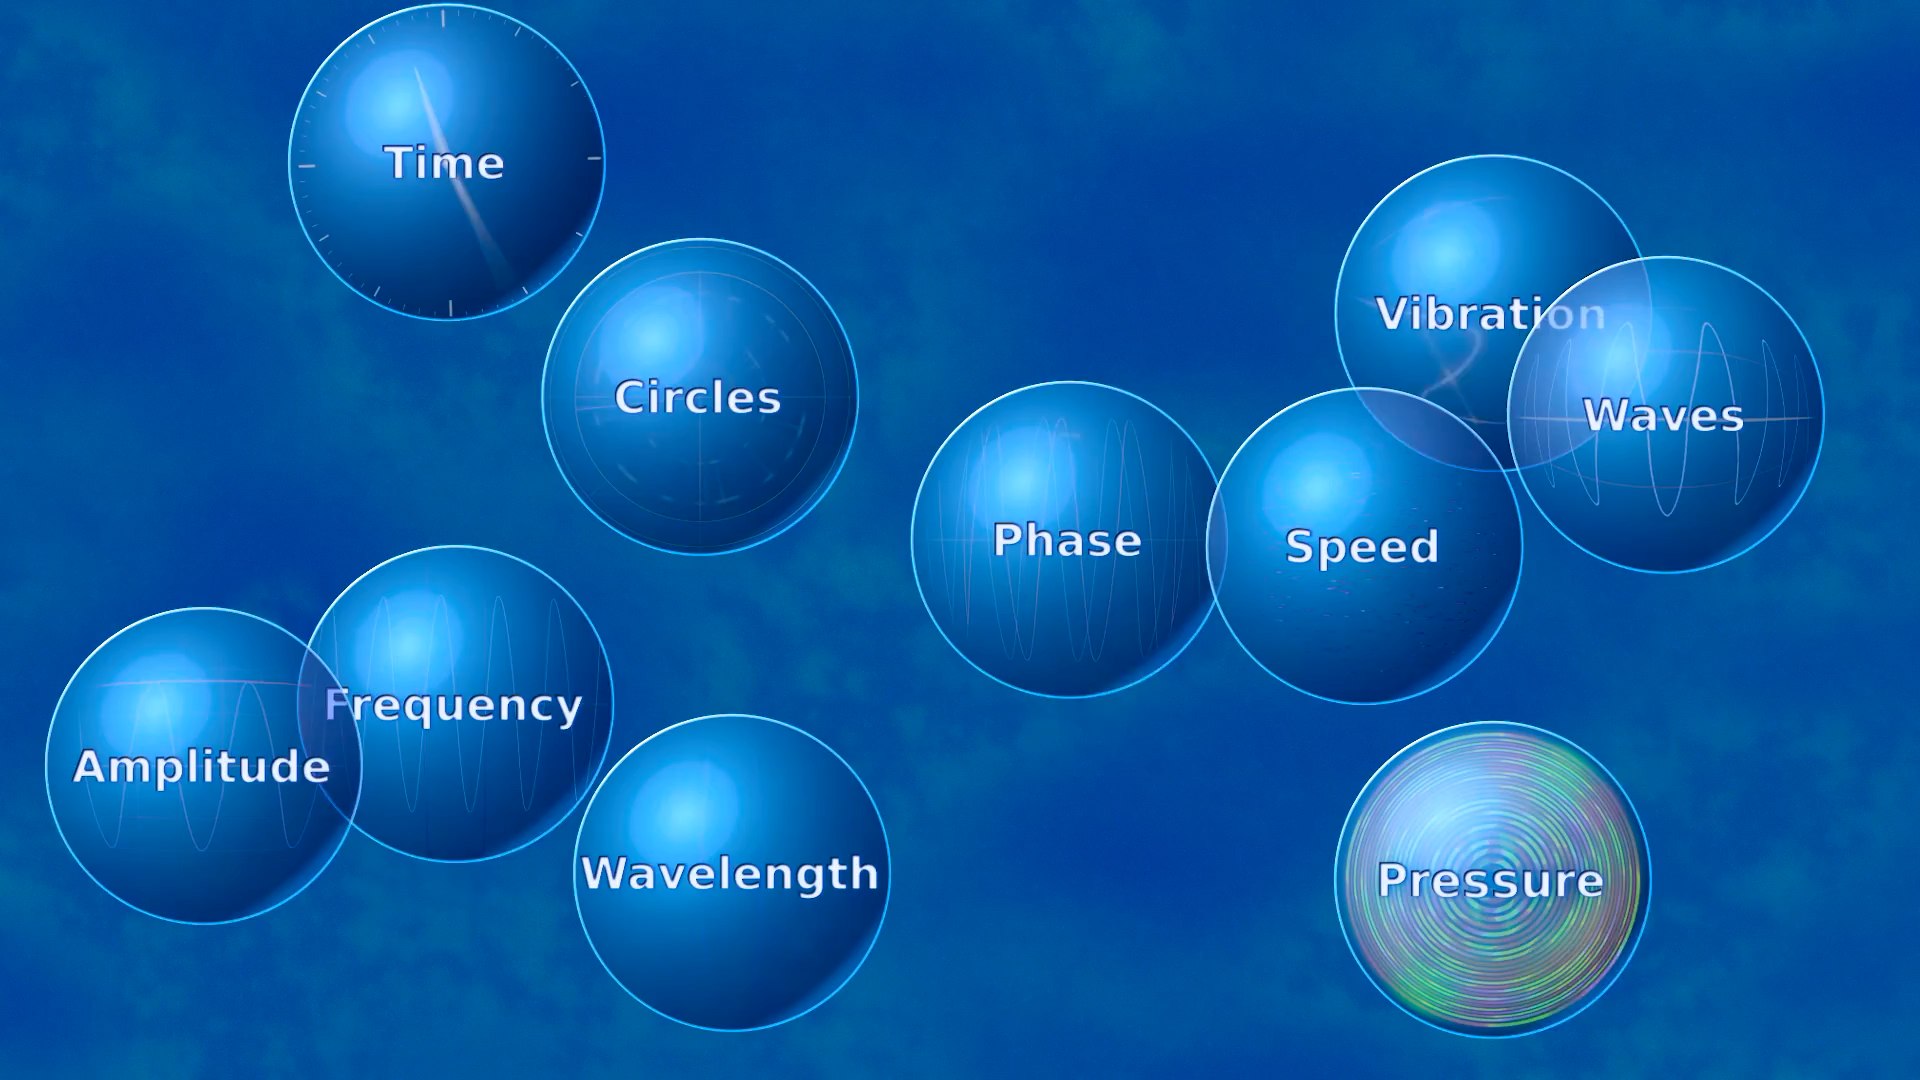 Time
Circles
Vibration
Waves
Phase
Speed
Frequency
Amplitude
Wavelength
Pressure